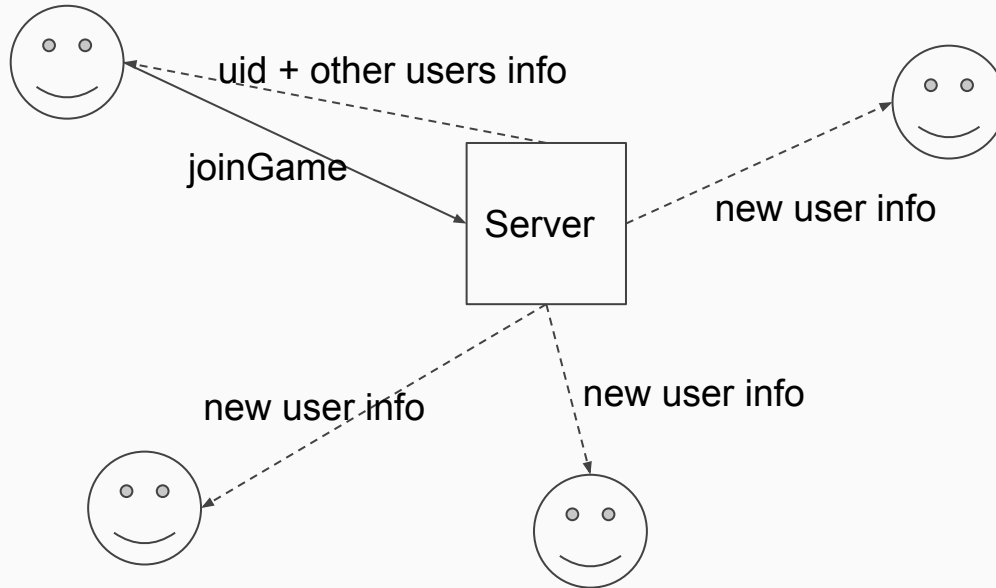 uid + other users info
joinGame
Server
new user info
new user info
new user info